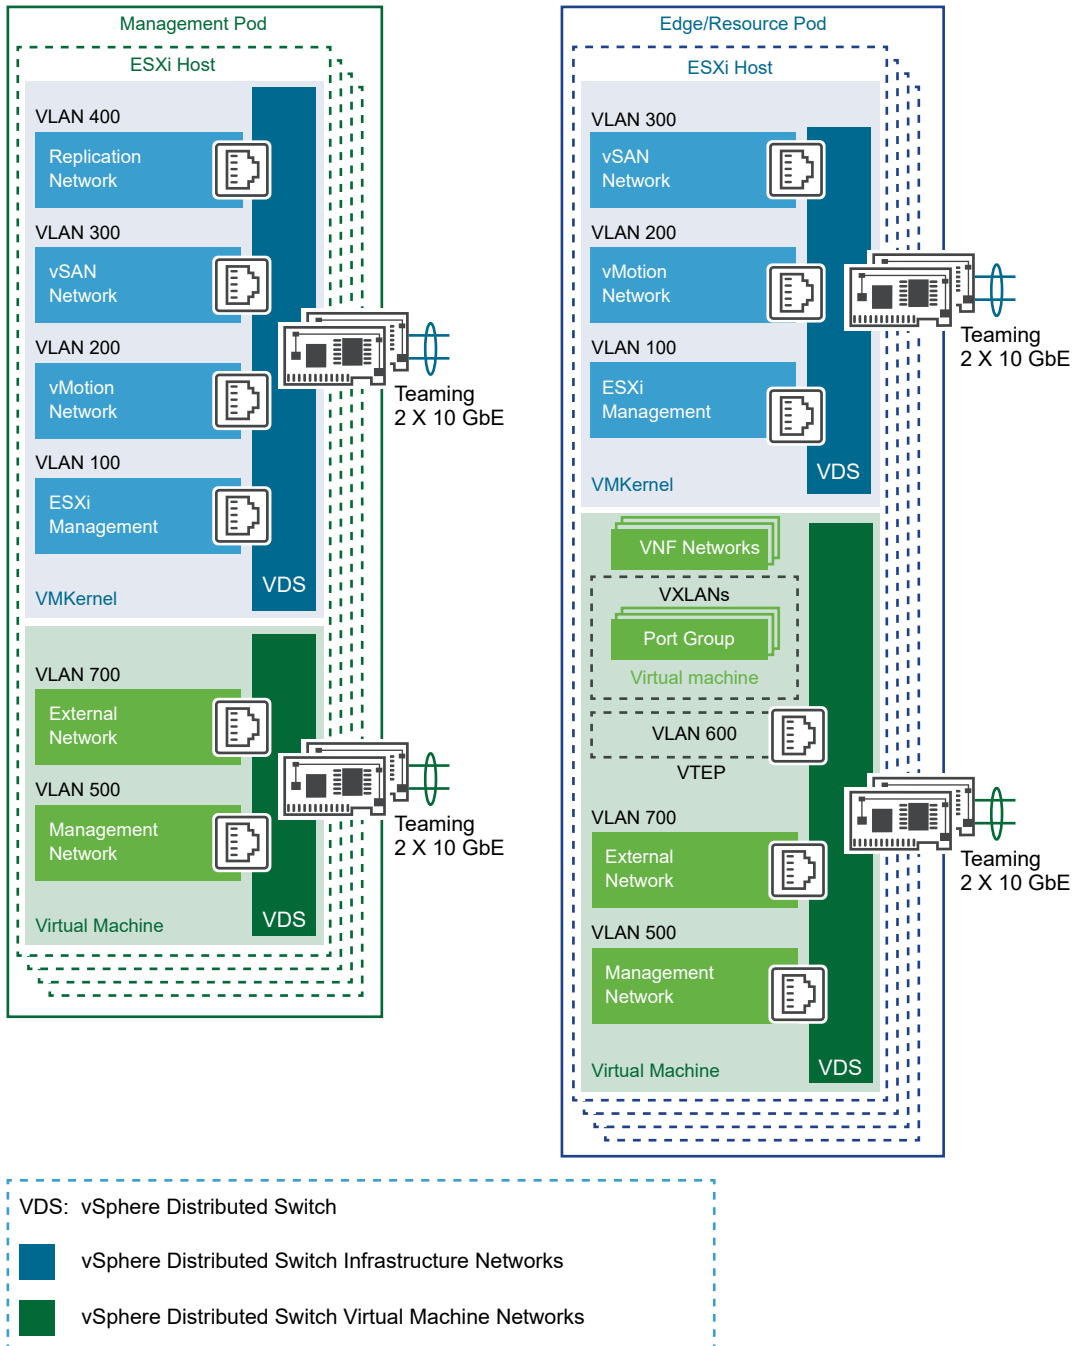 Management Pod
ESXi Host
VLAN 400
Replication
Network
VLAN 300
vSAN
Network
VLAN 200
vMotion
Network
VLAN 100
ESXi
Management
VDS
VMKernel
Teaming
2 X 10 GbE
VLAN 700
External
Network
VLAN 500
Management
Network
VDS
Virtual Machine
Teaming
2 X 10 GbE
Edge/Resource Pod
ESXi Host
VLAN 300
vSAN
Network
VLAN 200
vMotion
Network
VLAN 100
ESXi
Management
VDS
VMKernel
Teaming
2 X 10 GbE
VNF Networks
VXLANs
Port Group
Virtual machine
VLAN 600
VTEP
VLAN 700
External
Network
VLAN 500
Management
Network
VDS
Virtual Machine
Teaming
2 X 10 GbE
VDS: vSphere Distributed Switch
vSphere Distributed Switch Infrastructure Networks
vSphere Distributed Switch Virtual Machine Networks